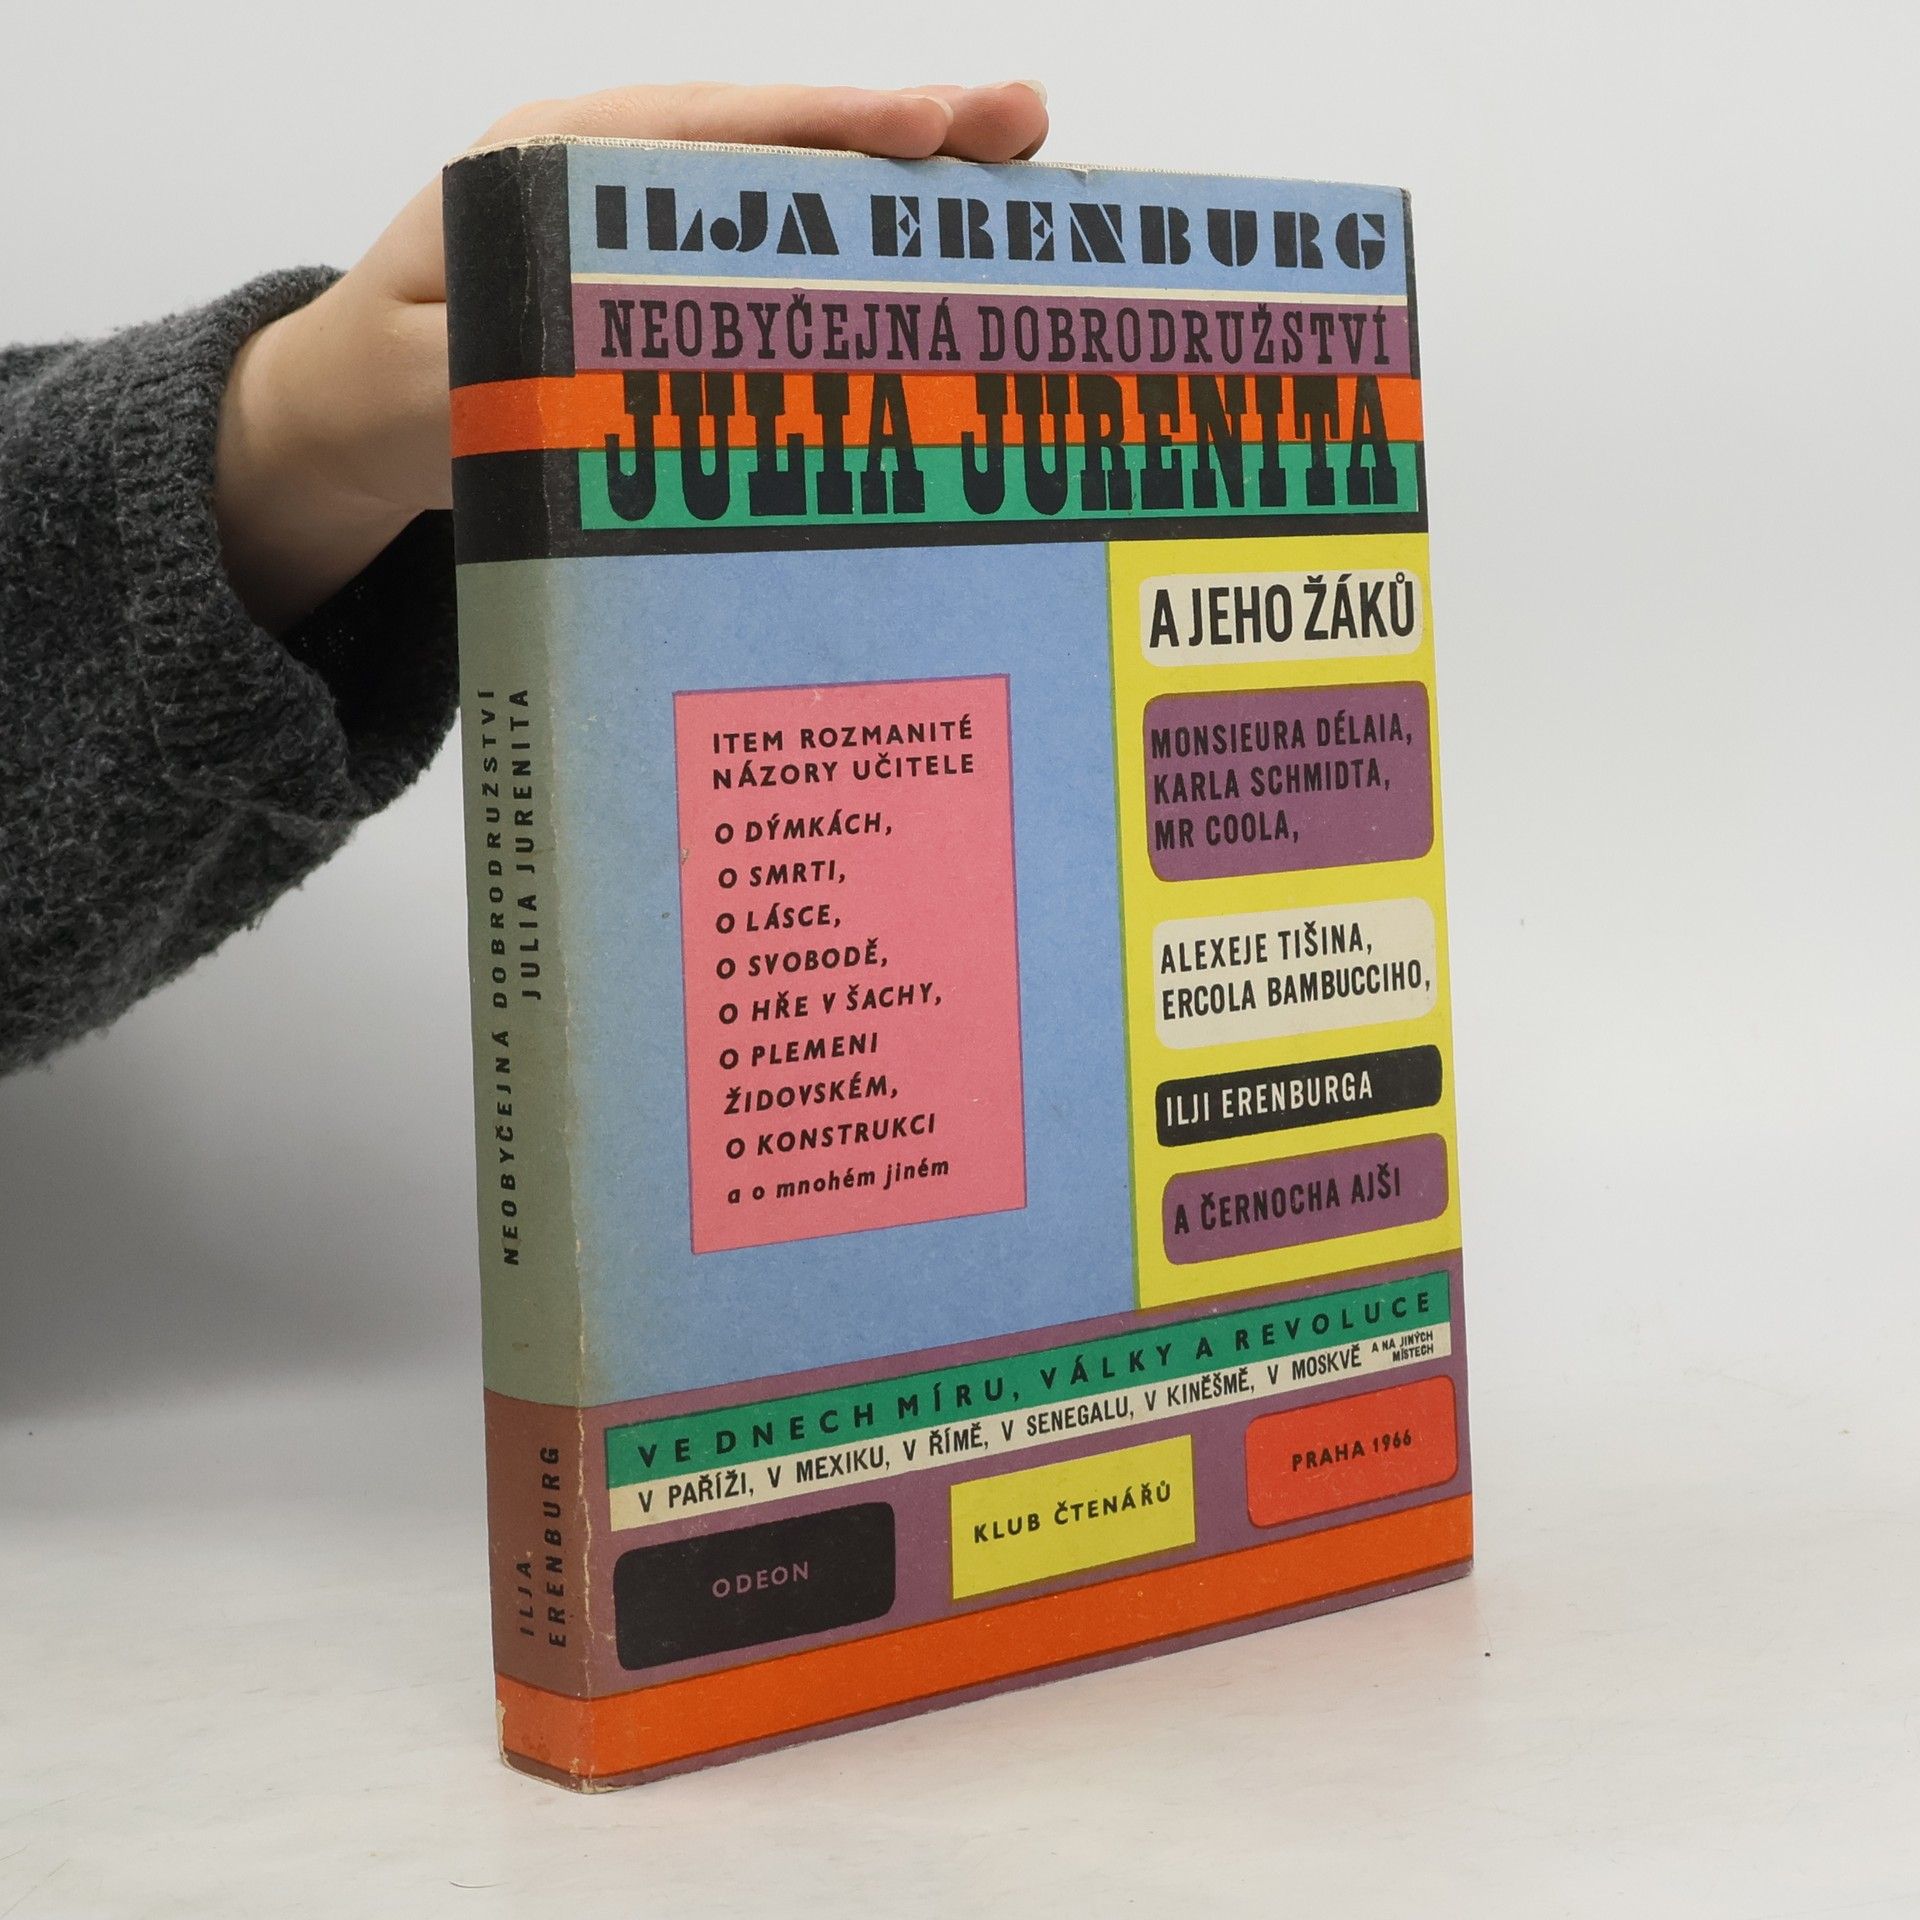 ILJA ERENBURG
NEOBYČEJNÁ DOBRODRUŽSTVÍ
JULIA JURENITA
A JEHO ŽÁKŮ
MONSIEURA DÉLAIA,
KARLA SCHMIDTA,
MR COOLA,
ALEXEJE TIŠINA,
ERCOLA BAMBUCCIHO,
ILJI ERENBURGA
A ČERNOCHA AJŠI
ITEM ROZMANITÉ
NÁZORY UČITELE
O DÝMKÁCH,
O SMRTI,
O LÁSCE,
O SVOBODĚ,
O HŘE V ŠACHY,
O PLEMENI
ŽIDOVSKÉM,
O KONSTRUKCI
a o mnohém jiném
VE DNECH MÍRU, VÁLKY A REVOLUCE
V PAŘÍŽI, V MEXIKU, V ŘÍMĚ, V SENEGALU, V KINĚŠMĚ, V MOSKVĚ A NA JINÝCH
MÍSTECH
ODEON
KLUB ČTENÁŘŮ
PRAHA 1966
NEOBYČEJNÁ DOBRODRUŽSTVÍ
JULIA JURENITA
ILJA
ERENBURG